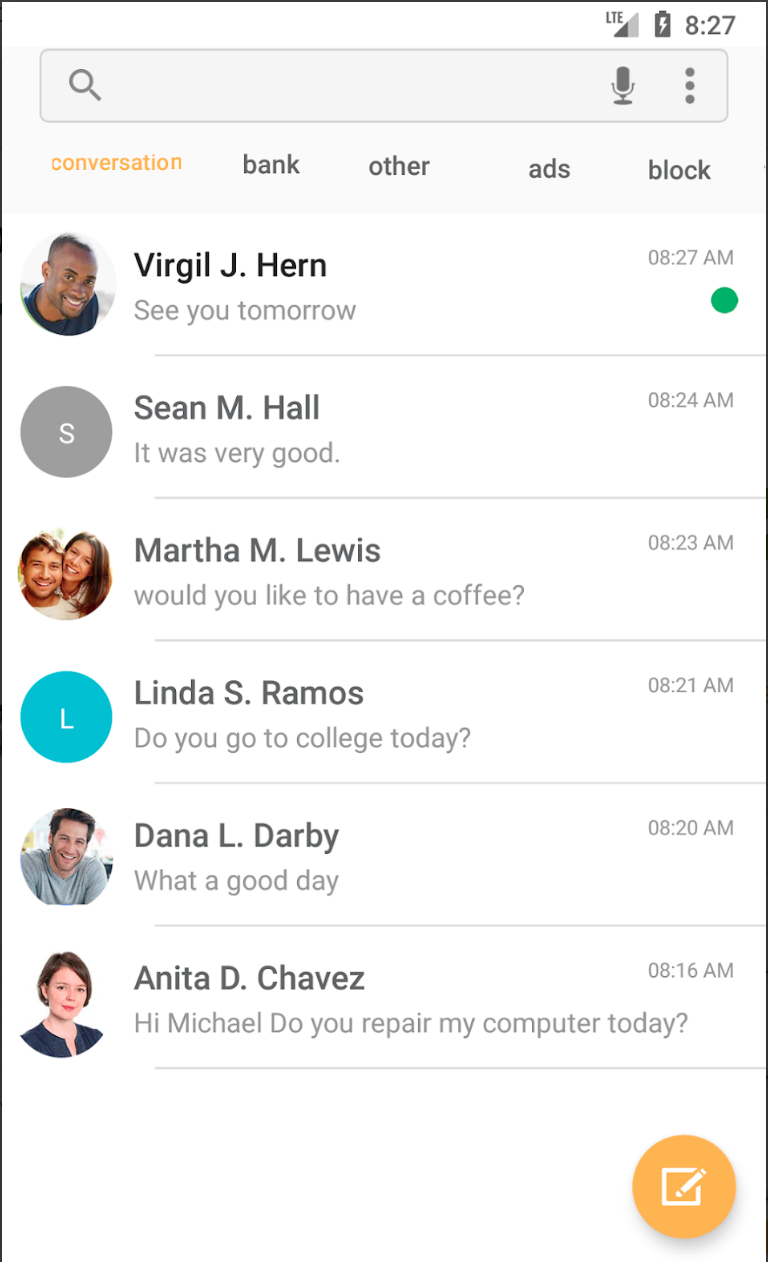 LTE 8:27
conversation bank other ads block
Virgil J. Hern 08:27 AM
See you tomorrow
S Sean M. Hall 08:24 AM
It was very good.
Martha M. Lewis 08:23 AM
would you like to have a coffee?
L Linda S. Ramos 08:21 AM
Do you go to college today?
Dana L. Darby 08:20 AM
What a good day
Anita D. Chavez 08:16 AM
Hi Michael Do you repair my computer today?